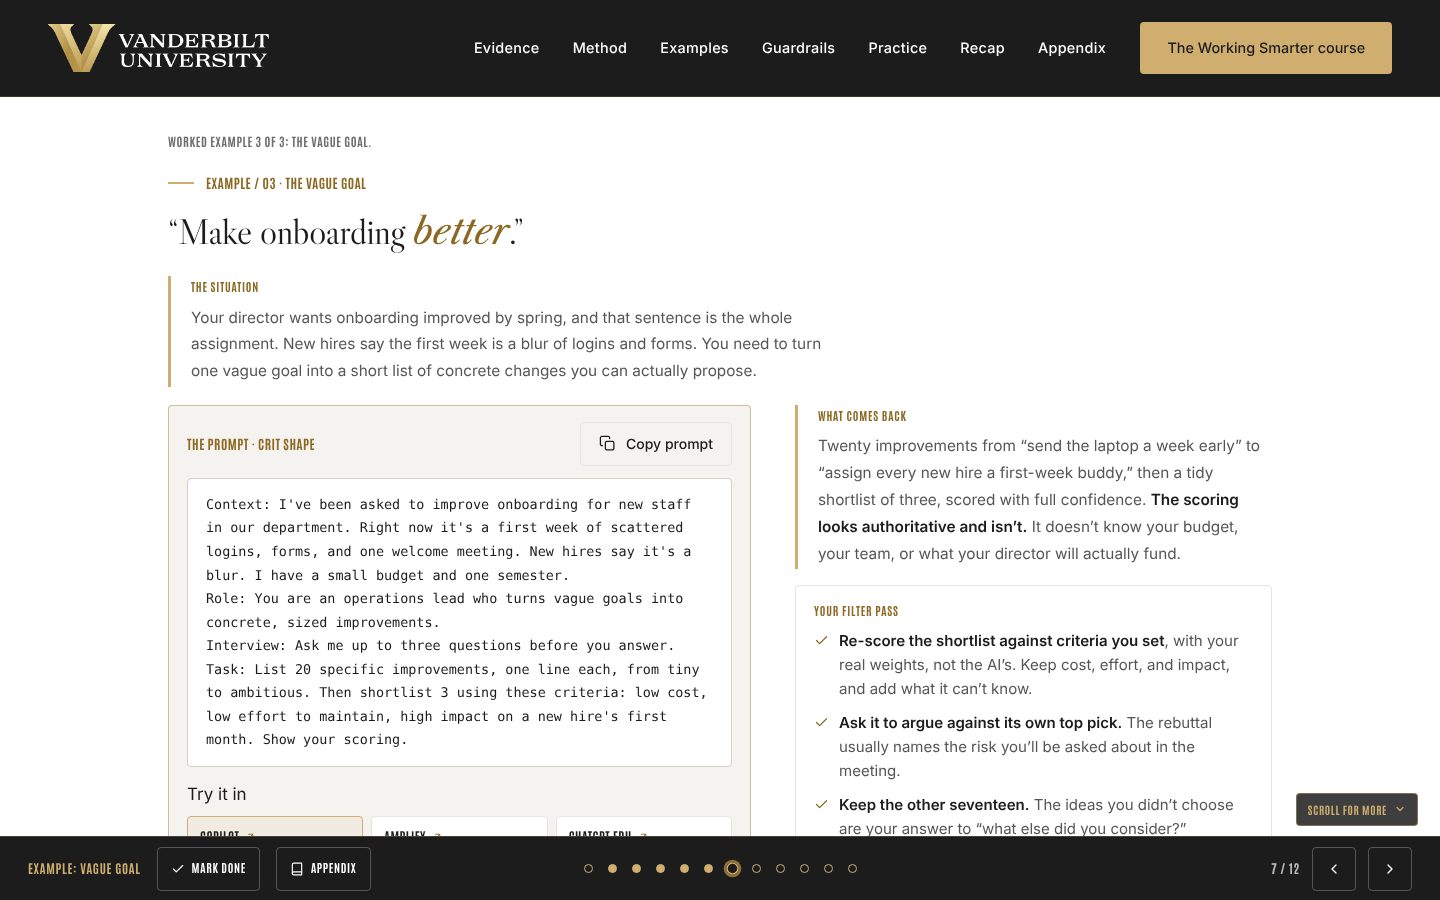 VANDERBILT
UNIVERSITY
Evidence
Method
Examples
Guardrails
Practice
Recap
Appendix
The Working Smarter course
WORKED EXAMPLE 3 OF 3: THE VAGUE GOAL.
EXAMPLE / 03 · THE VAGUE GOAL
“Make onboarding better.”
THE SITUATION
Your director wants onboarding improved by spring, and that sentence is the whole
assignment. New hires say the first week is a blur of logins and forms. You need to turn
one vague goal into a short list of concrete changes you can actually propose.
THE PROMPT · CRIT SHAPE
Copy prompt
Context: I've been asked to improve onboarding for new staff
in our department. Right now it's a first week of scattered
logins, forms, and one welcome meeting. New hires say it's a
blur. I have a small budget and one semester.
Role: You are an operations lead who turns vague goals into
concrete, sized improvements.
Interview: Ask me up to three questions before you answer.
Task: List 20 specific improvements, one line each, from tiny
to ambitious. Then shortlist 3 using these criteria: low cost,
low effort to maintain, high impact on a new hire's first
month. Show your scoring.
Try it in
COPILOT
AMPLIFY
CHATGPT EDU
WHAT COMES BACK
Twenty improvements from “send the laptop a week early” to
“assign every new hire a first-week buddy,” then a tidy
shortlist of three, scored with full confidence. The scoring
looks authoritative and isn’t. It doesn’t know your budget,
your team, or what your director will actually fund.
YOUR FILTER PASS
Re-score the shortlist against criteria you set, with your
real weights, not the AI’s. Keep cost, effort, and impact,
and add what it can’t know.
Ask it to argue against its own top pick. The rebuttal
usually names the risk you’ll be asked about in the
meeting.
Keep the other seventeen. The ideas you didn’t choose
are your answer to “what else did you consider?”
SCROLL FOR MORE
EXAMPLE: VAGUE GOAL
MARK DONE
APPENDIX
7 / 12